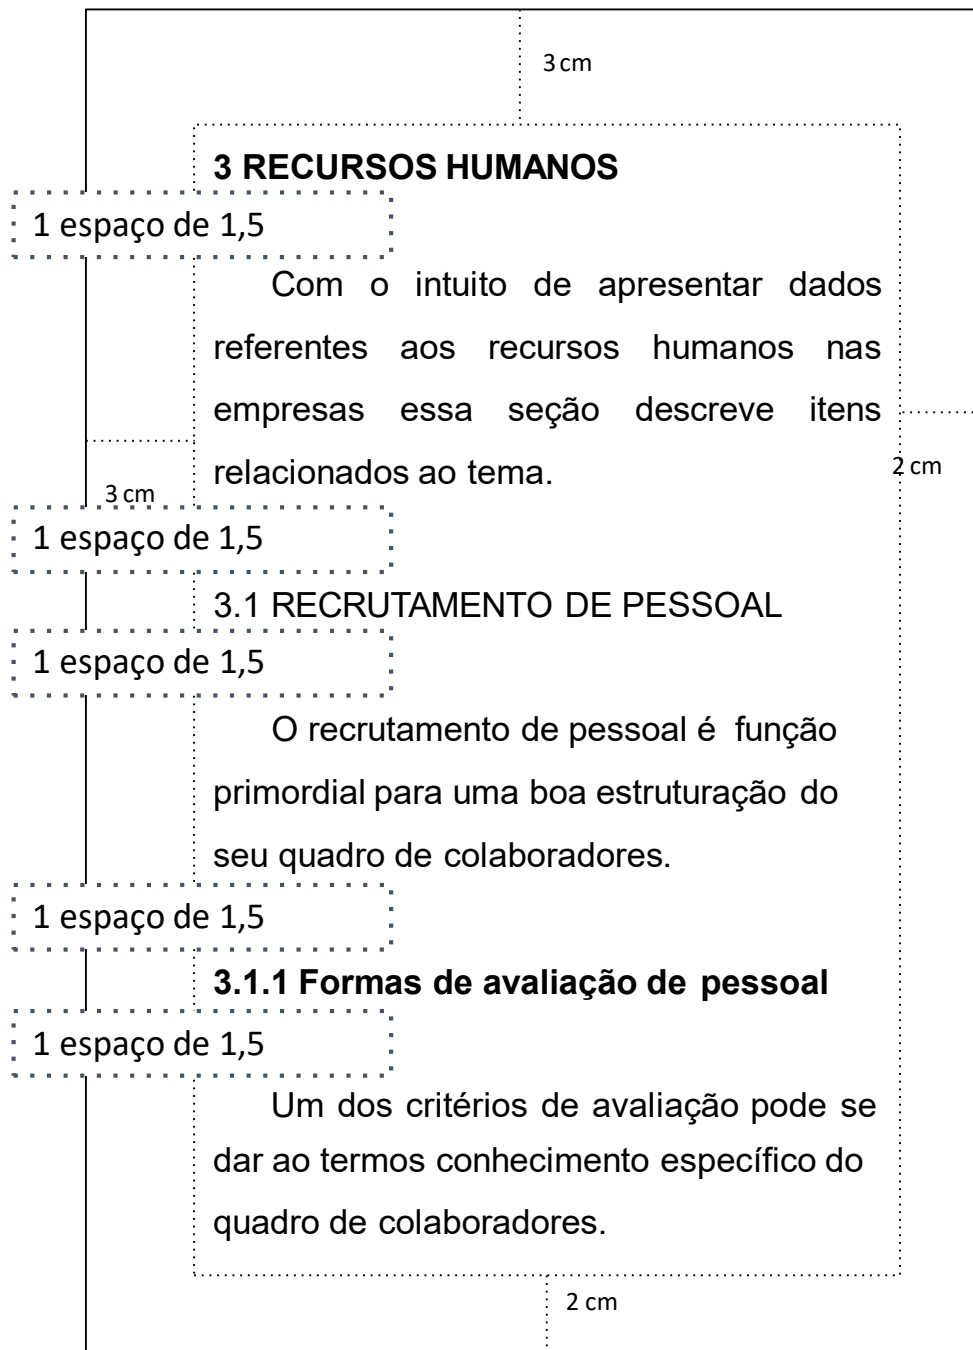 3 cm
3 RECURSOS HUMANOS
1 espaço de 1,5
Com o intuito de apresentar dados
referentes aos recursos humanos nas
empresas essa seção descreve itens
relacionados ao tema.
2 cm
3 cm
1 espaço de 1,5
3.1 RECRUTAMENTO DE PESSOAL
1 espaço de 1,5
O recrutamento de pessoal é função
primordial para uma boa estruturação do
seu quadro de colaboradores.
1 espaço de 1,5
3.1.1 Formas de avaliação de pessoal
1 espaço de 1,5
Um dos critérios de avaliação pode se
dar ao termos conhecimento específico do
quadro de colaboradores.
2 cm